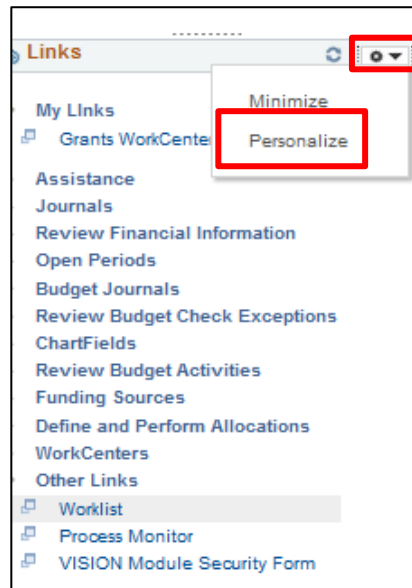 Links
Minimize
Personalize
My LInks
Grants WorkCente
Assistance
Journals
Review Financial Information
Open Periods
Budget Journals
Review Budget Check Exceptions
ChartFields
Review Budget Activities
Funding Sources
Define and Perform Allocations
WorkCenters
Other Links
Worklist
Process Monitor
VISION Module Security Form